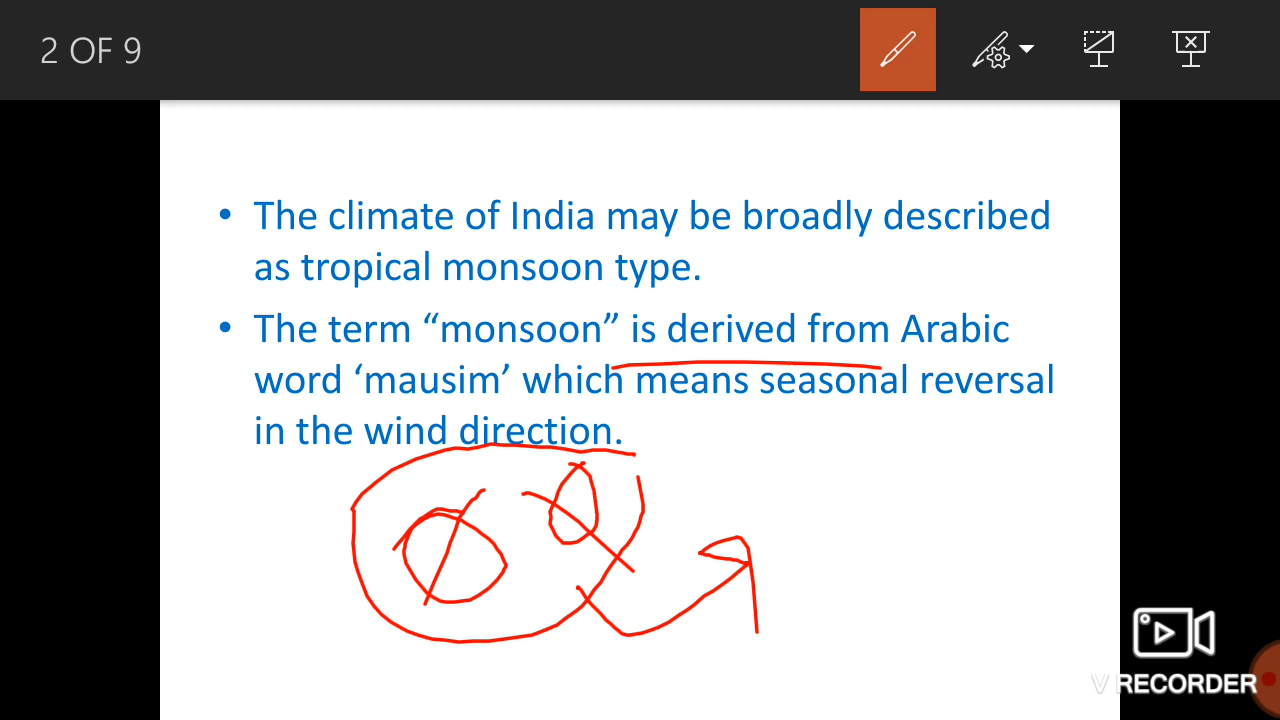 2 OF 9
• The climate of India may be broadly described
as tropical monsoon type.
• The term “monsoon” is derived from Arabic
word ‘mausim’ which means seasonal reversal
in the wind direction.
V RECORDER